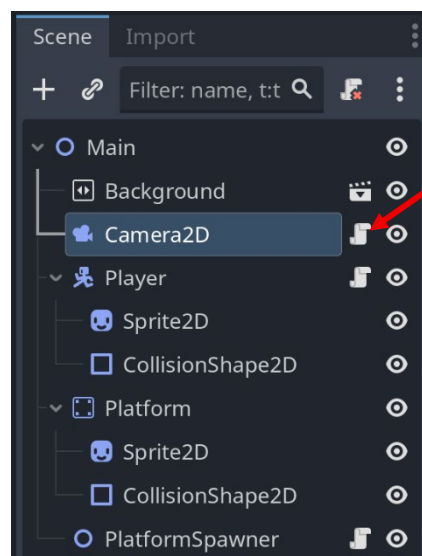 Scene Import
Filter: name, t:t
Main
Background
Camera2D
Player
Sprite2D
CollisionShape2D
Platform
Sprite2D
CollisionShape2D
PlatformSpawner